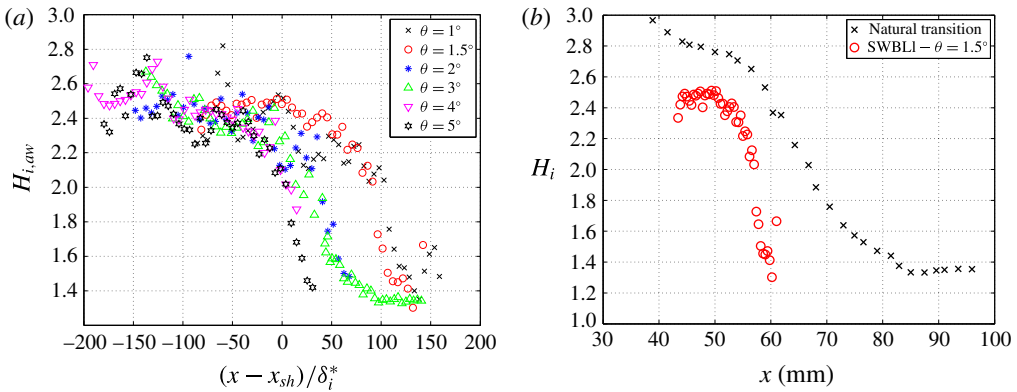 (a)
3.0
2.8
2.6
2.4
2.2
2.0
1.8
1.6
1.4
H_{i,aw}
−200 −150 −100 −50 0 50 100 150 200
(x − x_{sh})/δ_i^*
θ = 1°
θ = 1.5°
θ = 2°
θ = 3°
θ = 4°
θ = 5°
(b)
3.0
2.8
2.6
2.4
2.2
2.0
1.8
1.6
1.4
1.2
1.0
H_i
30 40 50 60 70 80 90 100
x (mm)
Natural transition
SWBLI − θ = 1.5°